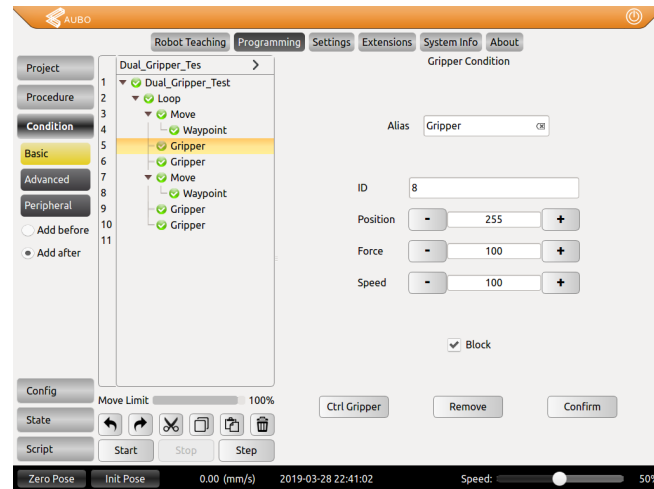 AUBO
Robot Teaching Programming Settings Extensions System Info About
Project
Procedure
Condition
Basic
Advanced
Peripheral
Add before
Add after
Config
State
Script
Dual_Gripper_Tes >
1 Dual_Gripper_Test
2 Loop
3 Move
4 Waypoint
5 Gripper
6 Gripper
7 Move
8 Waypoint
9 Gripper
10 Gripper
11
Move Limit 100%
Start Stop Step
Gripper Condition
Alias Gripper
ID 8
Position - 255 +
Force - 100 +
Speed - 100 +
Block
Ctrl Gripper Remove Confirm
Zero Pose Init Pose 0.00 (mm/s) 2019-03-28 22:41:02 Speed: 50%